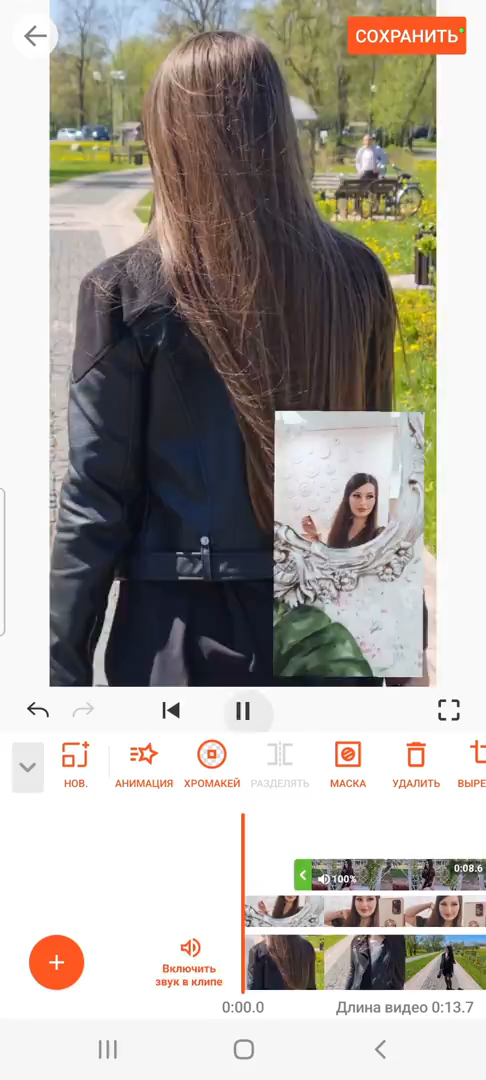 СОХРАНИТЬ
НОВ.
АНИМАЦИЯ
ХРОМАКЕЙ
РАЗДЕЛЯТЬ
МАСКА
УДАЛИТЬ
ВЫРЕ
100%
0:08.6
Включить
звук в клипе
0:00.0
Длина видео 0:13.7